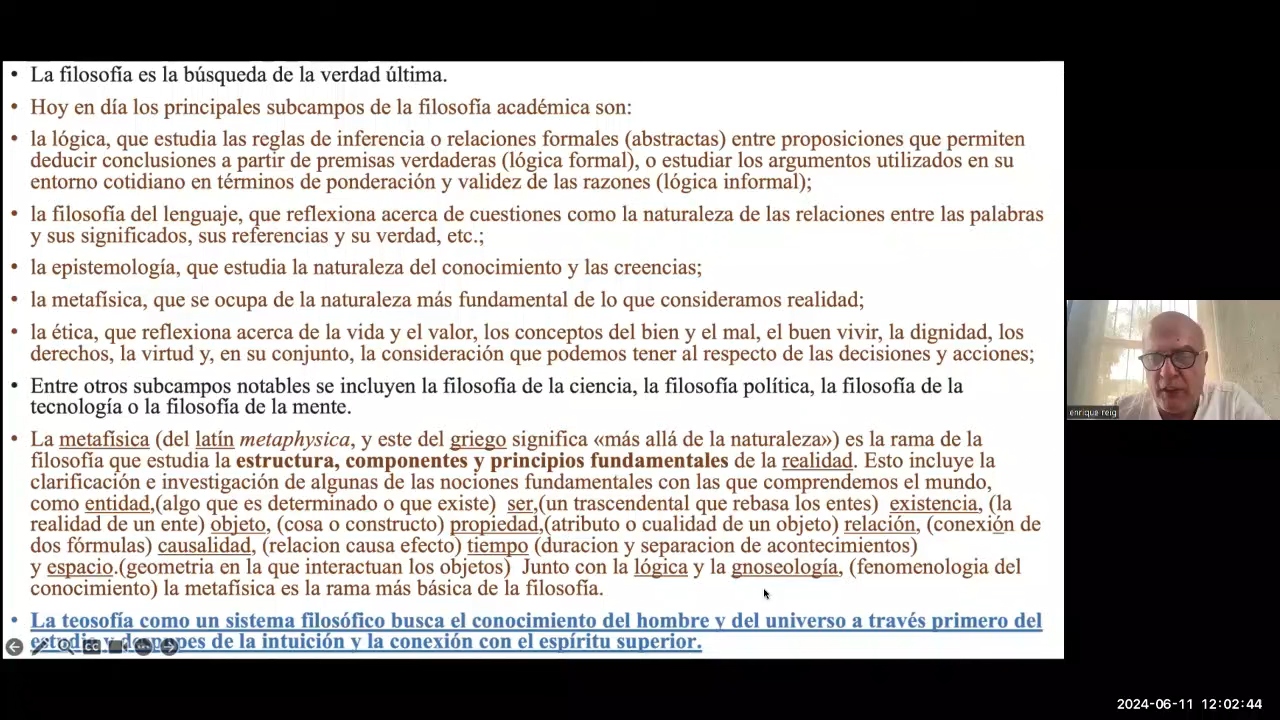 • La filosofía es la búsqueda de la verdad última.
• Hoy en día los principales subcampos de la filosofía académica son:
• la lógica, que estudia las reglas de inferencia o relaciones formales (abstractas) entre proposiciones que permiten
deducir conclusiones a partir de premisas verdaderas (lógica formal), o estudiar los argumentos utilizados en su
entorno cotidiano en términos de ponderación y validez de las razones (lógica informal);
• la filosofía del lenguaje, que reflexiona acerca de cuestiones como la naturaleza de las relaciones entre las palabras
y sus significados, sus referencias y su verdad, etc.;
• la epistemología, que estudia la naturaleza del conocimiento y las creencias;
• la metafísica, que se ocupa de la naturaleza más fundamental de lo que consideramos realidad;
• la ética, que reflexiona acerca de la vida y el valor, los conceptos del bien y el mal, el buen vivir, la dignidad, los
derechos, la virtud y, en su conjunto, la consideración que podemos tener al respecto de las decisiones y acciones;
• Entre otros subcampos notables se incluyen la filosofía de la ciencia, la filosofía política, la filosofía de la
tecnología o la filosofía de la mente.
• La metafísica (del latín metaphysica, y este del griego significa «más allá de la naturaleza») es la rama de la
filosofía que estudia la estructura, componentes y principios fundamentales de la realidad. Esto incluye la
clarificación e investigación de algunas de las nociones fundamentales con las que comprendemos el mundo,
como entidad,(algo que es determinado o que existe) ser,(un trascendental que rebasa los entes) existencia, (la
realidad de un ente) objeto, (cosa o constructo) propiedad,(atributo o cualidad de un objeto) relación, (conexión de
dos fórmulas) causalidad, (relacion causa efecto) tiempo (duracion y separacion de acontecimientos)
y espacio.(geometria en la que interactuan los objetos) Junto con la lógica y la gnoseología, (fenomenologia del
conocimiento) la metafísica es la rama más básica de la filosofía.
• La teosofía como un sistema filosófico busca el conocimiento del hombre y del universo a través primero del
de la intuición y la conexión con el espíritu superior.
enrique reig
2024-06-11 12:02:44